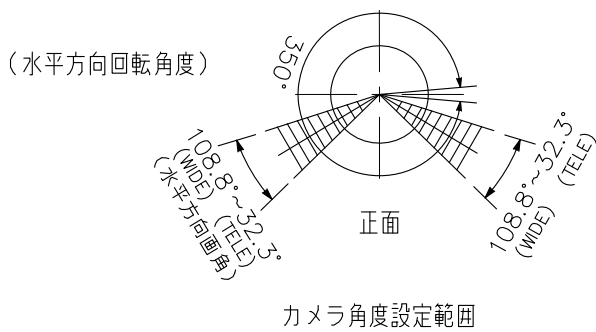 (水平方向回転角度)
350°
108.8°~32.3°
(WIDE) (TELE)
(水平方向画角)
108.8°~32.3°
(WIDE) (TELE)
正面
カメラ角度設定範囲